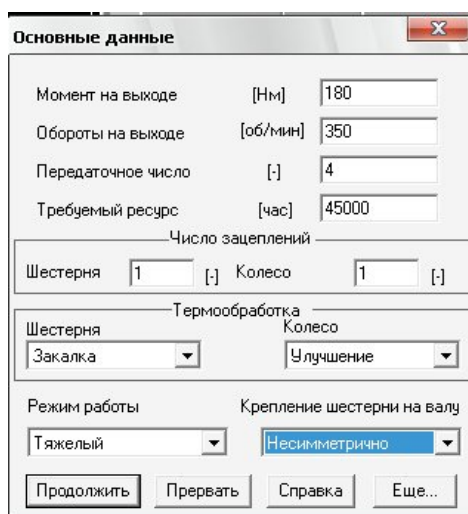 Основные данные
Момент на выходе [Нм] 180
Обороты на выходе [об/мин] 350
Передаточное число [-] 4
Требуемый ресурс [час] 45000
Число зацеплений
Шестерня 1 [-] Колесо 1 [-]
Термообработка
Шестерня Колесо
Закалка Улучшение
Режим работы Крепление шестерни на валу
Тяжелый Несимметрично
Продолжить Прервать Справка Еще...